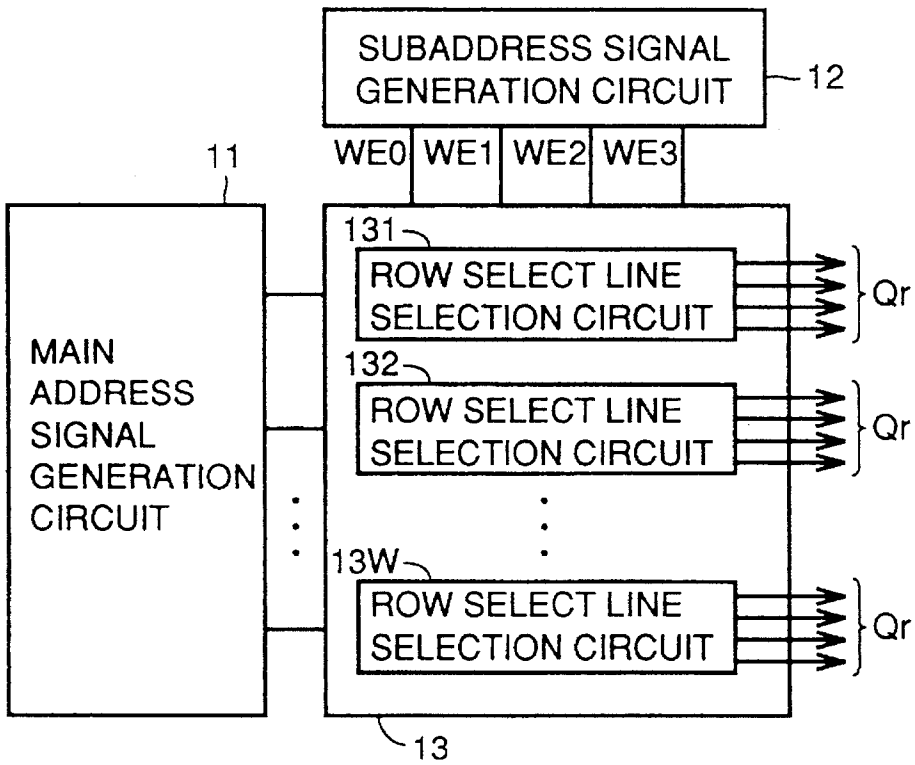 SUBADDRESS SIGNAL
GENERATION CIRCUIT
12
11
WE0 WE1 WE2 WE3
MAIN
ADDRESS
SIGNAL
GENERATION
CIRCUIT
131
ROW SELECT LINE
SELECTION CIRCUIT
Qr
132
ROW SELECT LINE
SELECTION CIRCUIT
Qr
13W
ROW SELECT LINE
SELECTION CIRCUIT
Qr
13